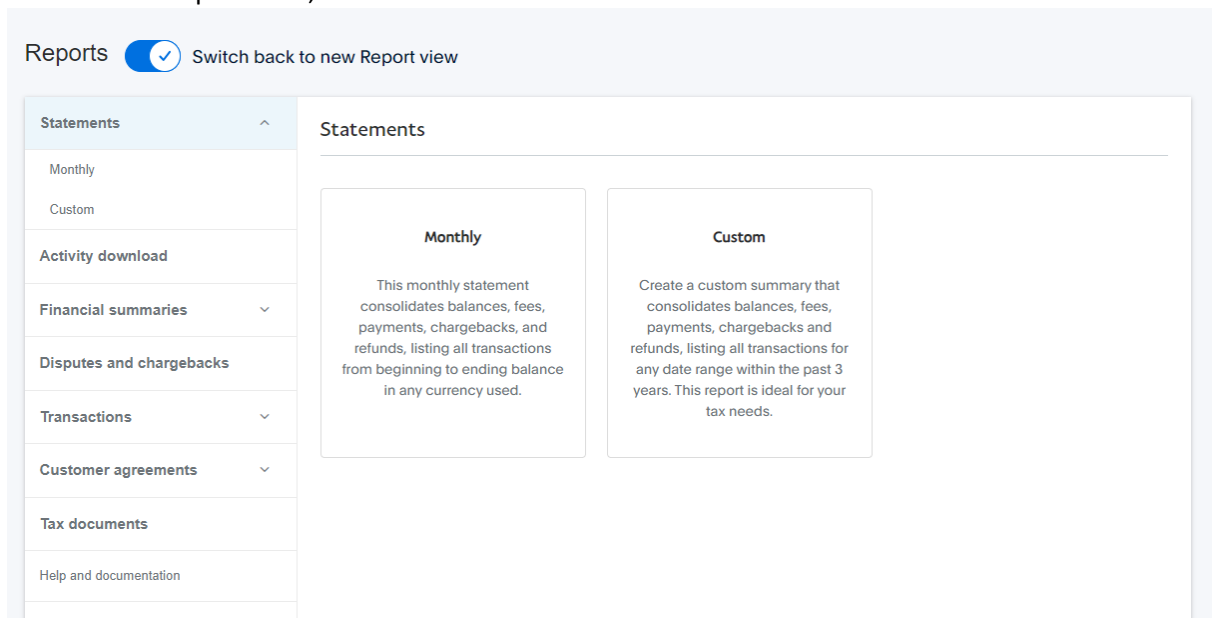 Reports
Switch back to new Report view
Statements
Monthly
Custom
Activity download
Financial summaries
Disputes and chargebacks
Transactions
Customer agreements
Tax documents
Help and documentation
Statements
Monthly
This monthly statement
consolidates balances, fees,
payments, chargebacks, and
refunds, listing all transactions
from beginning to ending balance
in any currency used.
Custom
Create a custom summary that
consolidates balances, fees,
payments, chargebacks and
refunds, listing all transactions for
any date range within the past 3
years. This report is ideal for your
tax needs.